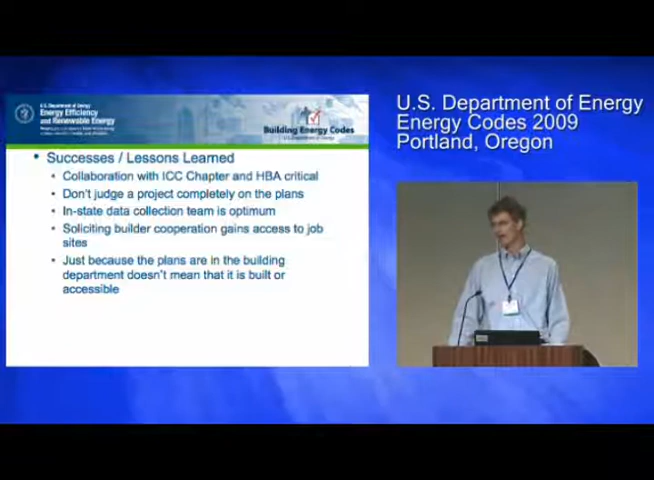 U.S. Department of Energy
Energy Efficiency
and Renewable Energy
Building Energy Codes
U.S. Department of Energy
• Successes / Lessons Learned
• Collaboration with ICC Chapter and HBA critical
• Don't judge a project completely on the plans
• In-state data collection team is optimum
• Soliciting builder cooperation gains access to job
sites
• Just because the plans are in the building
department doesn't mean that it is built or
accessible
U.S. Department of Energy
Energy Codes 2009
Portland, Oregon